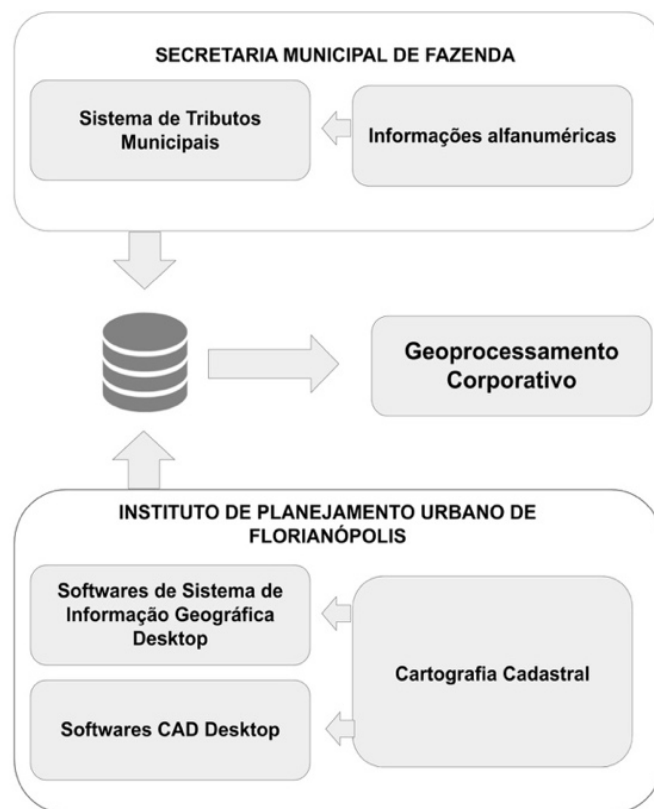 SECRETARIA MUNICIPAL DE FAZENDA
Sistema de Tributos
Municipais
Informações alfanuméricas
Geoprocessamento
Corporativo
INSTITUTO DE PLANEJAMENTO URBANO DE
FLORIANÓPOLIS
Softwares de Sistema de
Informação Geográfica
Desktop
Cartografia Cadastral
Softwares CAD Desktop